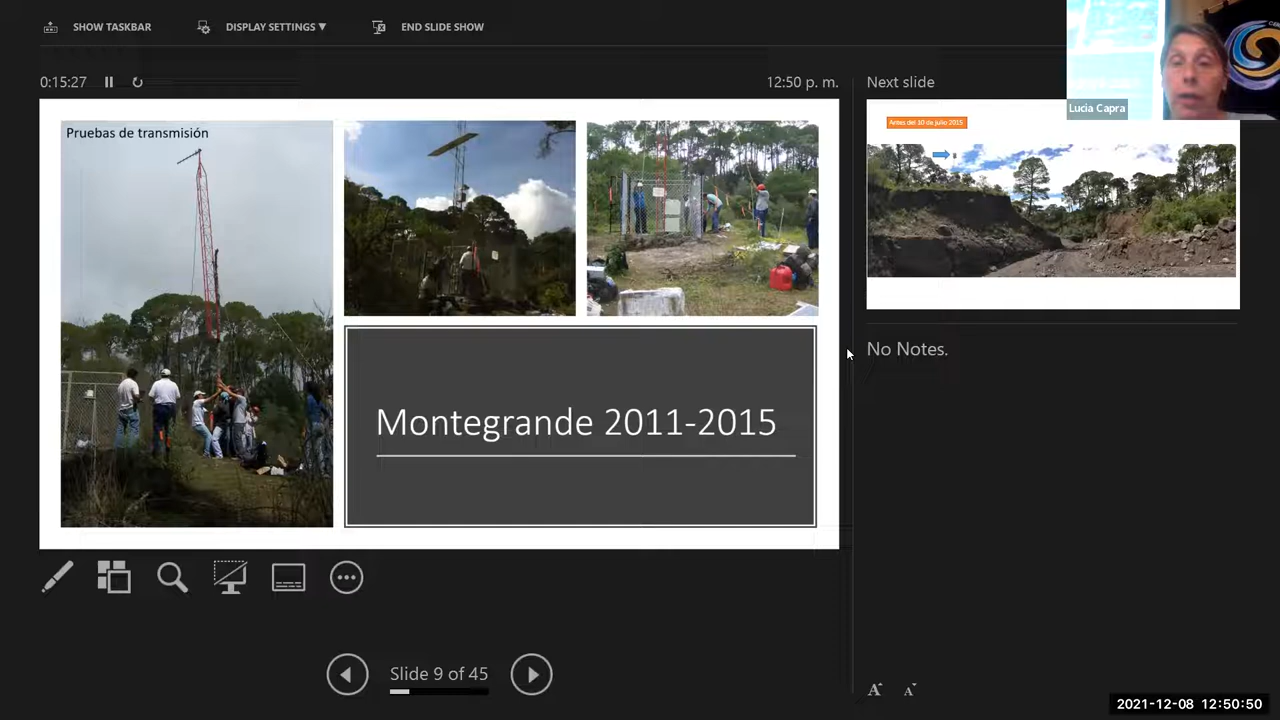 SHOW TASKBAR
DISPLAY SETTINGS ▼
END SLIDE SHOW
0:15:27
12:50 p. m.
Next slide
Lucia Capra
Pruebas de transmisión
Montegrande 2011-2015
Antes del 10 de julio 2015
No Notes.
Slide 9 of 45
A
A
2021-12-08 12:50:50